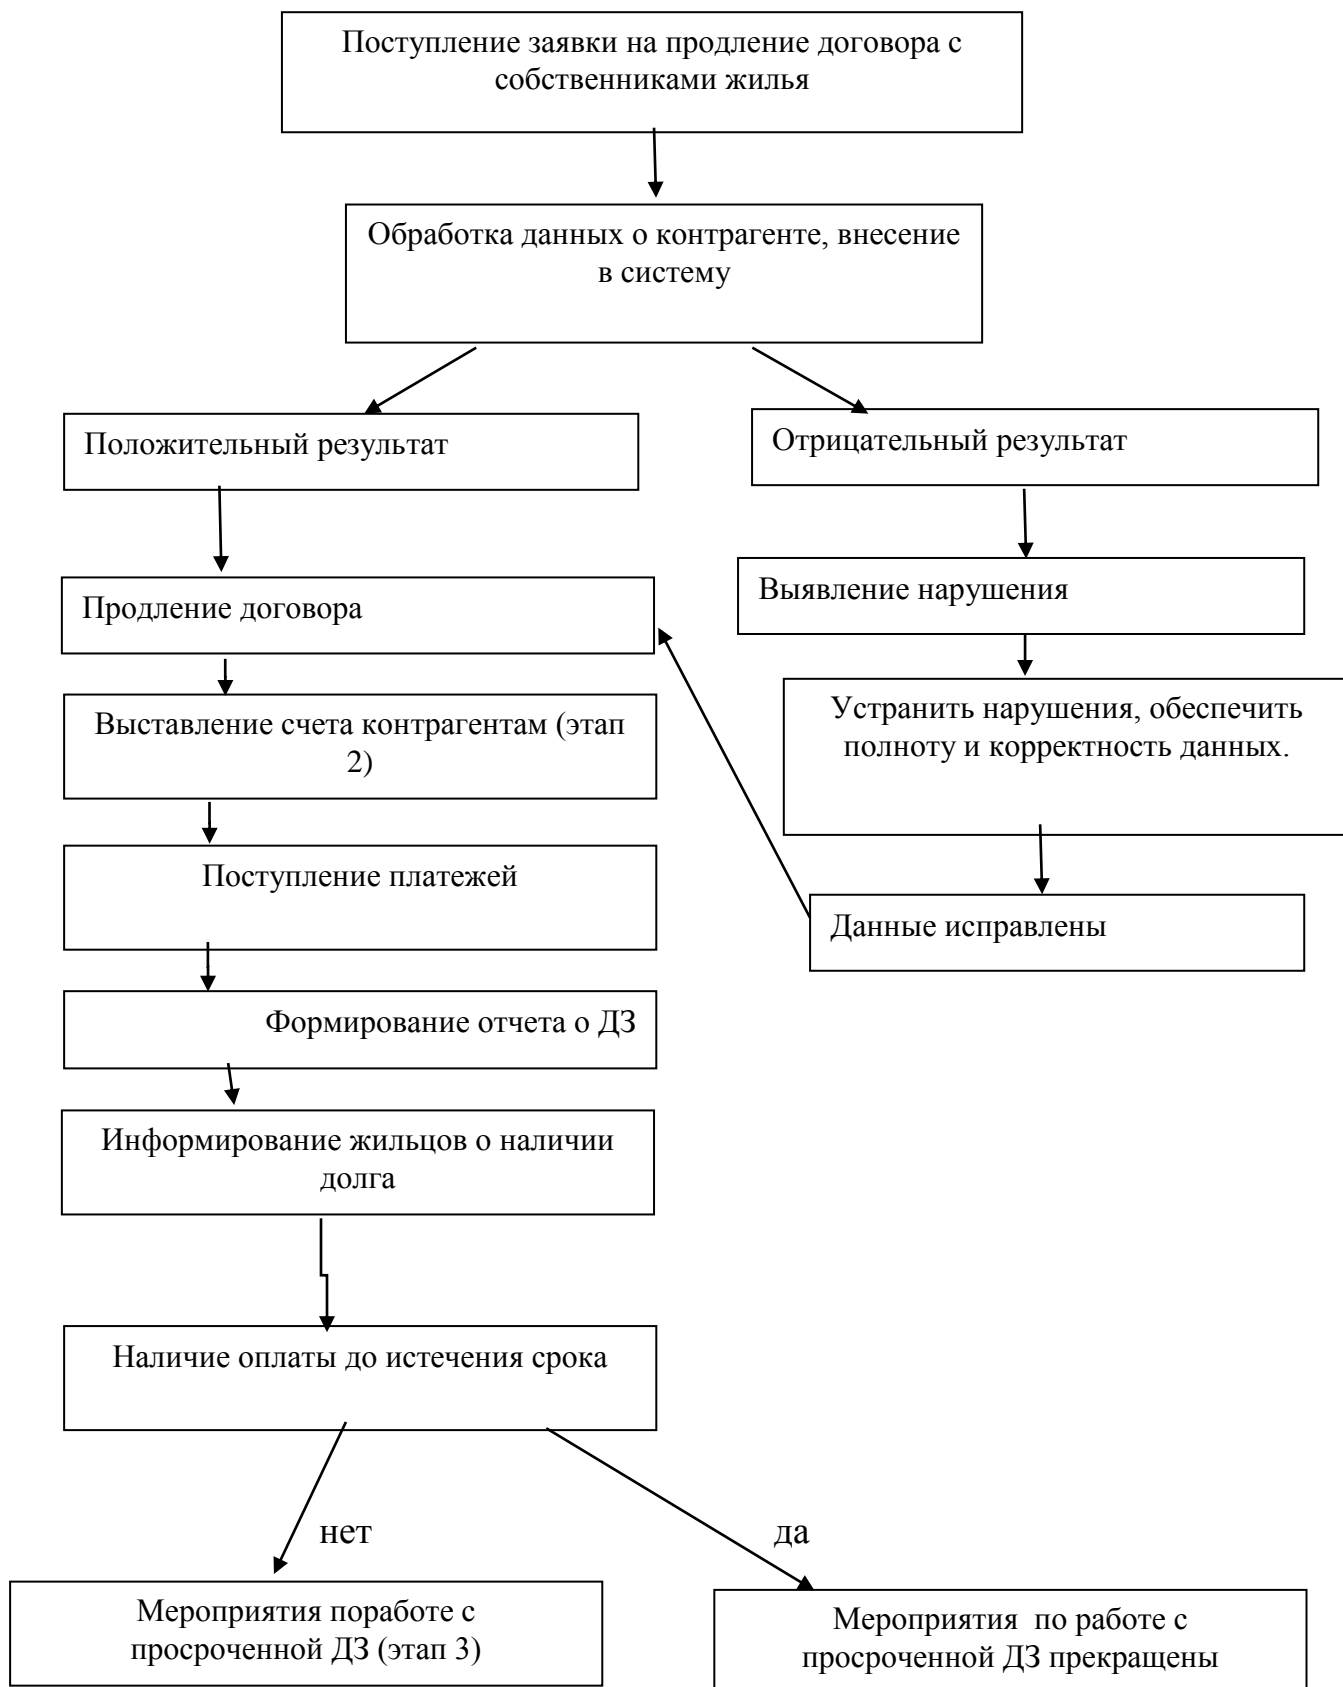 Поступление заявки на продление договора с
собственниками жилья
Обработка данных о контрагенте, внесение
в систему
Положительный результат
Отрицательный результат
Продление договора
Выявление нарушения
Выставление счета контрагентам (этап
2)
Устранить нарушения, обеспечить
полноту и корректность данных.
Поступление платежей
Данные исправлены
Формирование отчета о ДЗ
Информирование жильцов о наличии
долга
Наличие оплаты до истечения срока
нет
да
Мероприятия поработе с
просроченной ДЗ (этап 3)
Мероприятия по работе с
просроченной ДЗ прекращены